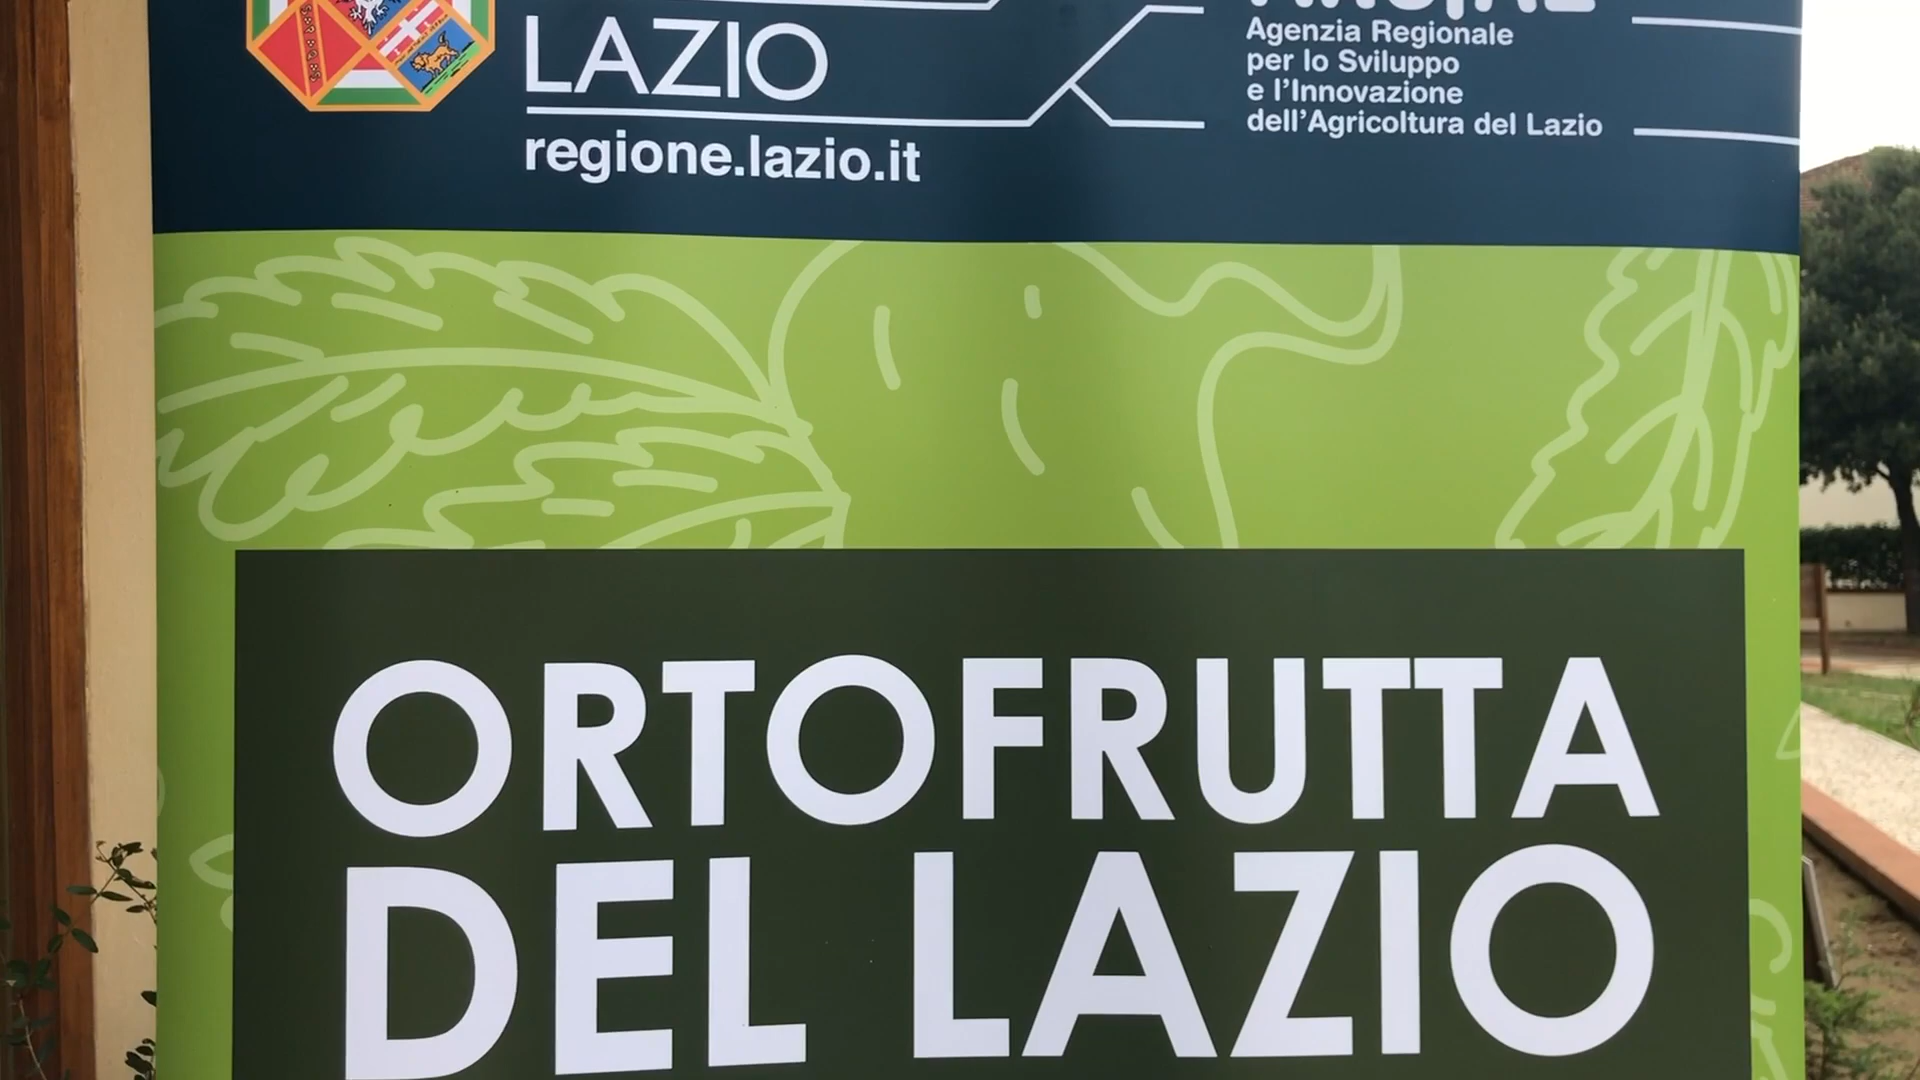 LAZIO
regione.lazio.it
Agenzia Regionale
per lo Sviluppo
e l'Innovazione
dell'Agricoltura del Lazio
ORTOFRUTTA
DEL LAZIO